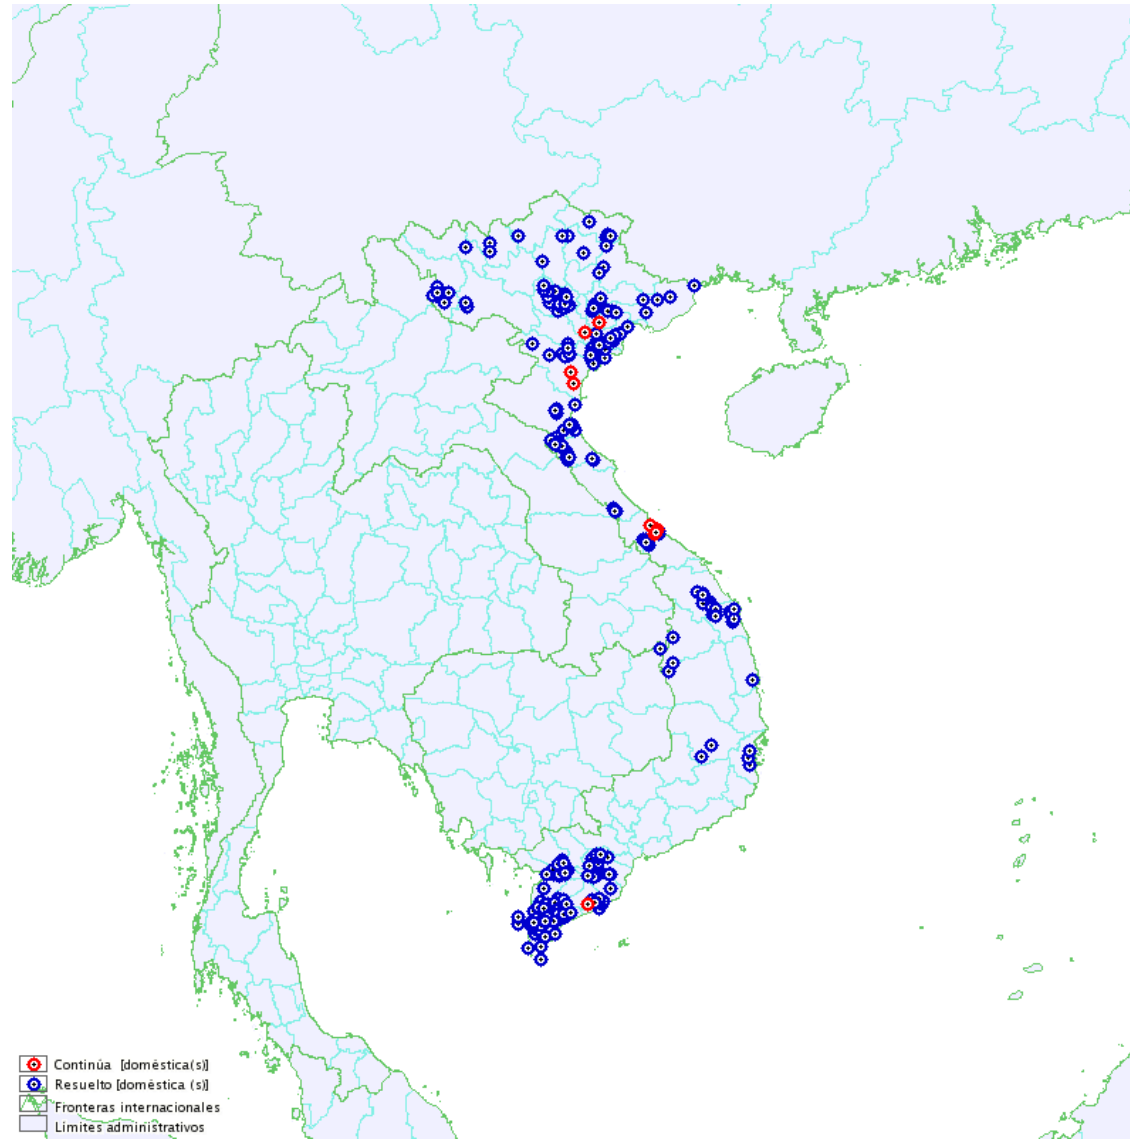 Continúa [doméstica(s)]
Resuelto [doméstica (s)]
Fronteras internacionales
Límites administrativos